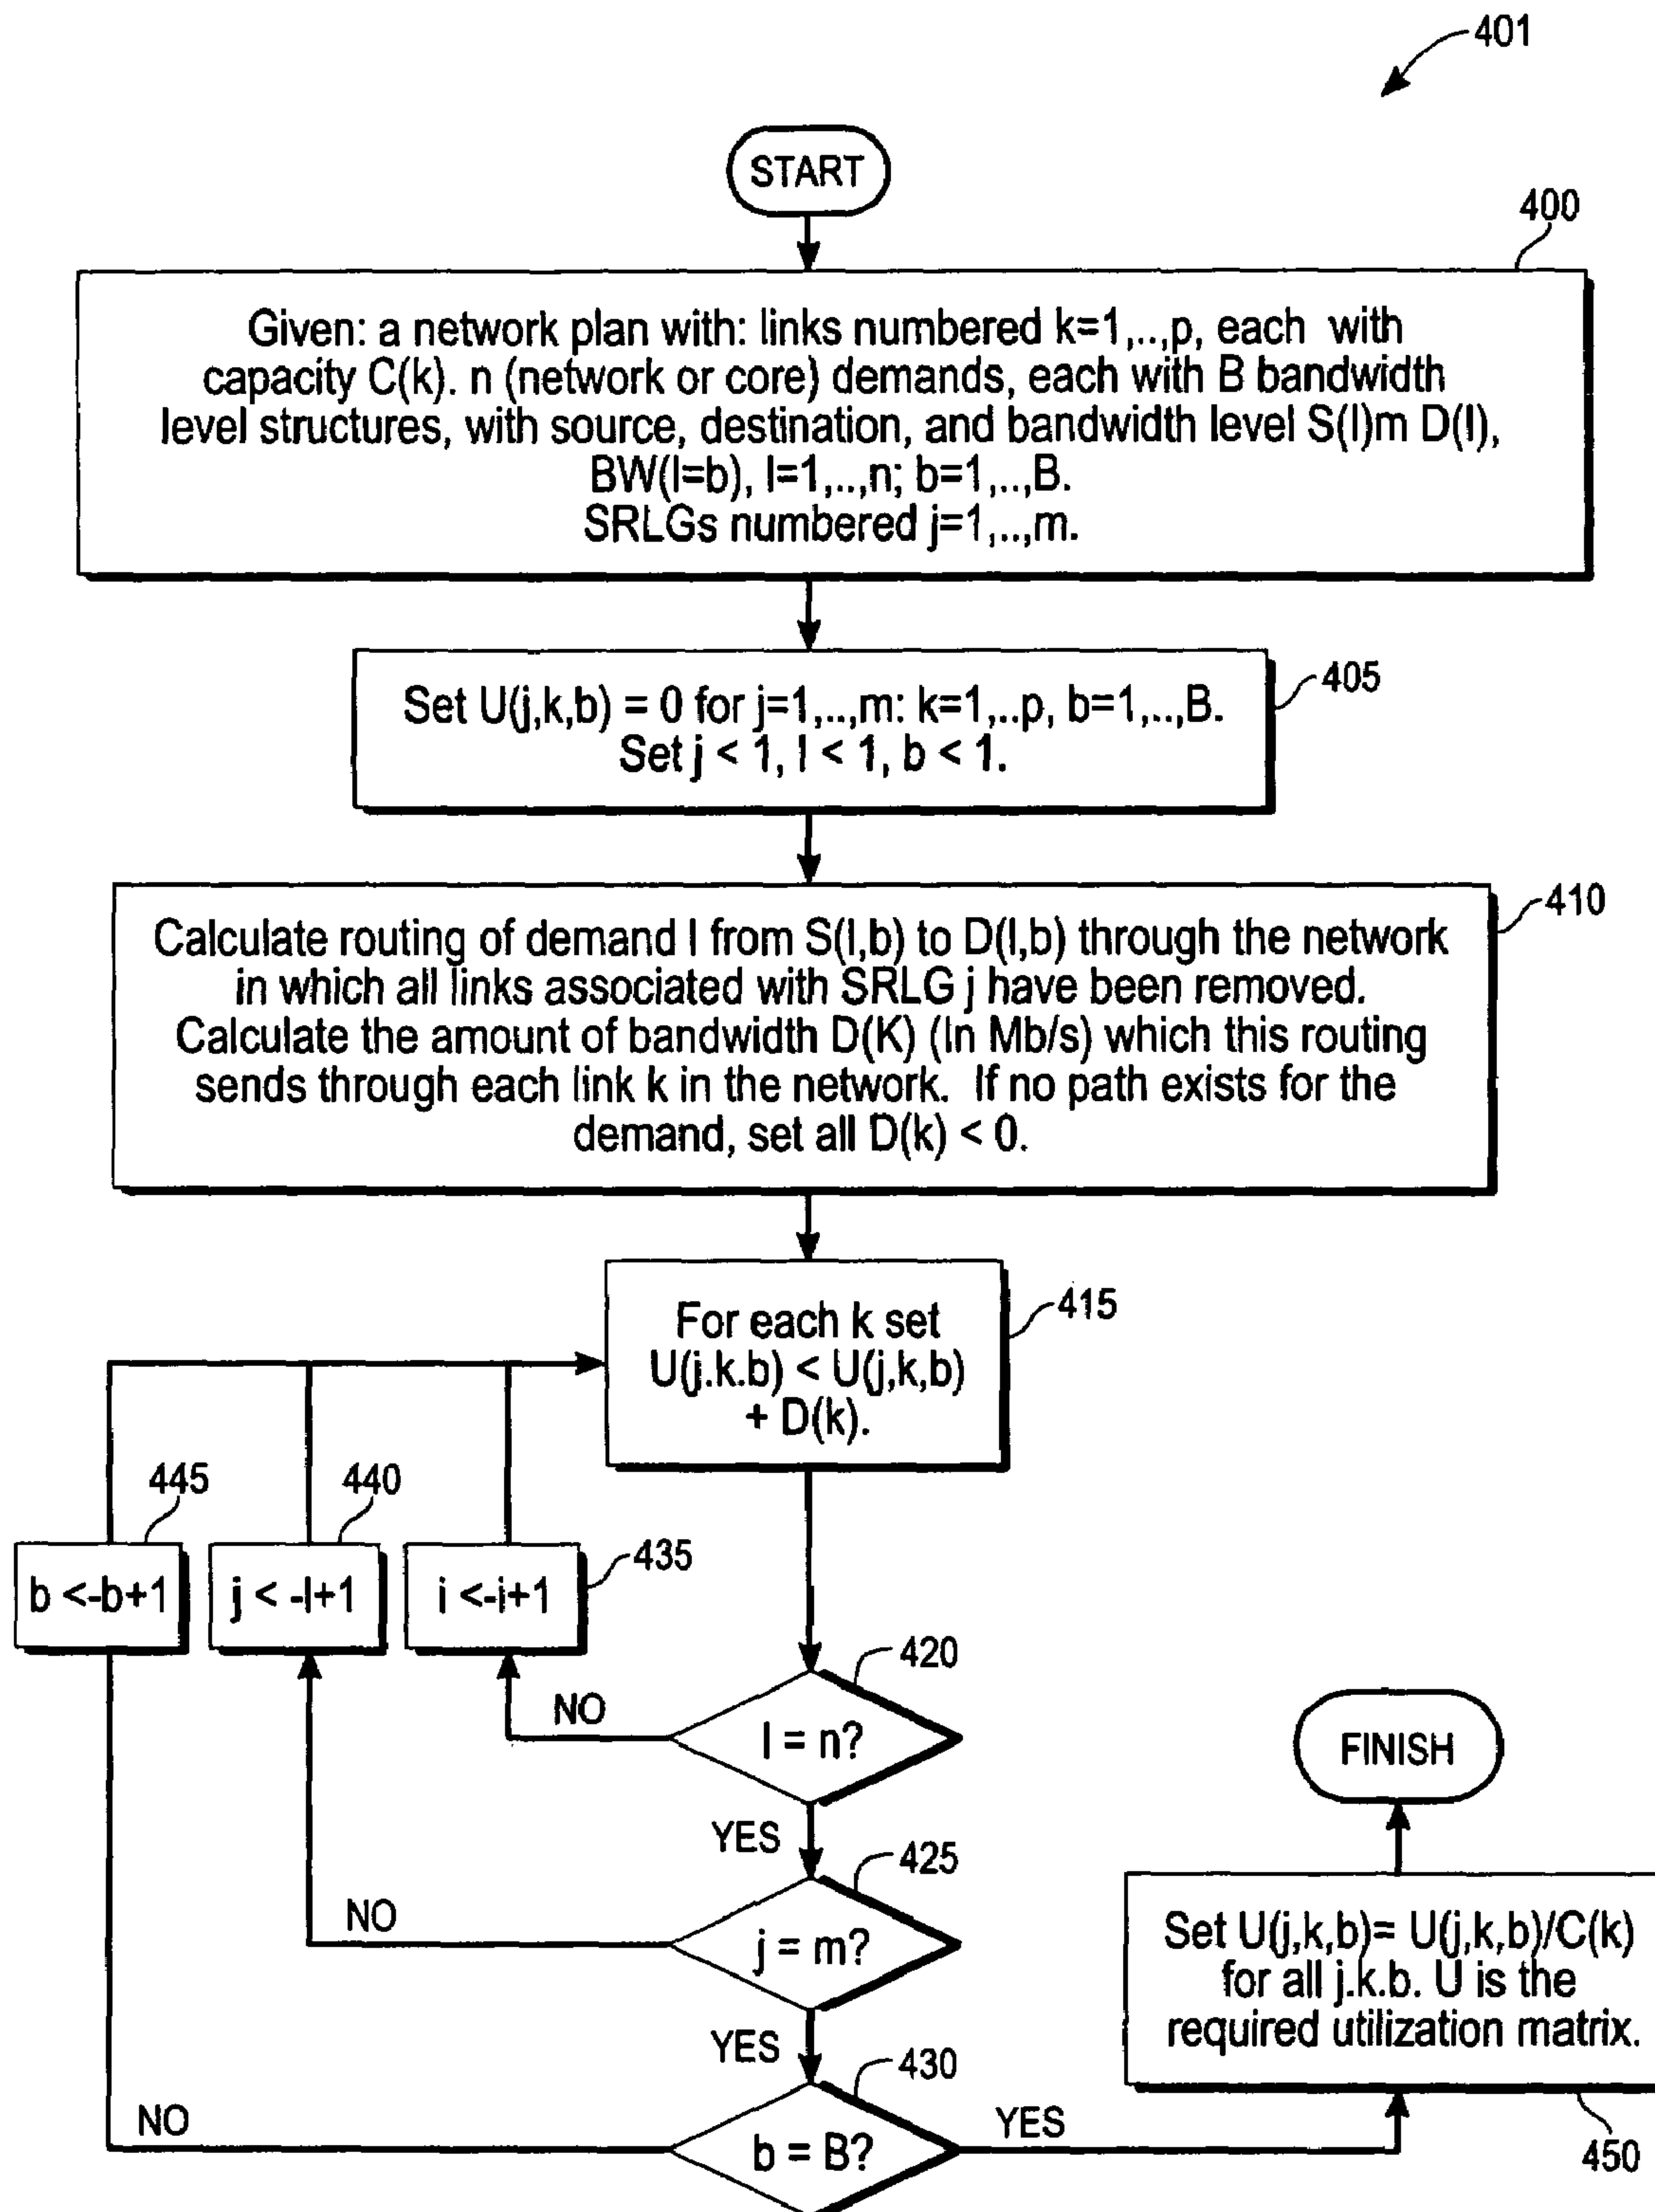 401
START
400
Given: a network plan with: links numbered k=1,..,p, each with
capacity C(k). n (network or core) demands, each with B bandwidth
level structures, with source, destination, and bandwidth level S(l)m D(l),
BW(l=b), l=1,..,n; b=1,..,B.
SRLGs numbered j=1,..,m.
405
Set U(j,k,b) = 0 for j=1,..,m: k=1,..p, b=1,..,B.
Set j < 1, l < 1, b < 1.
410
Calculate routing of demand l from S(l,b) to D(l,b) through the network
in which all links associated with SRLG j have been removed.
Calculate the amount of bandwidth D(K) (In Mb/s) which this routing
sends through each link k in the network. If no path exists for the
demand, set all D(k) < 0.
415
For each k set
U(j.k.b) < U(j,k,b)
+ D(k).
445
b <-b+1
440
j < -l+1
435
i <-i+1
420
l = n?
NO
YES
425
j = m?
NO
YES
430
b = B?
NO
YES
FINISH
Set U(j,k,b)= U(j,k,b)/C(k)
for all j.k.b. U is the
required utilization matrix.
450